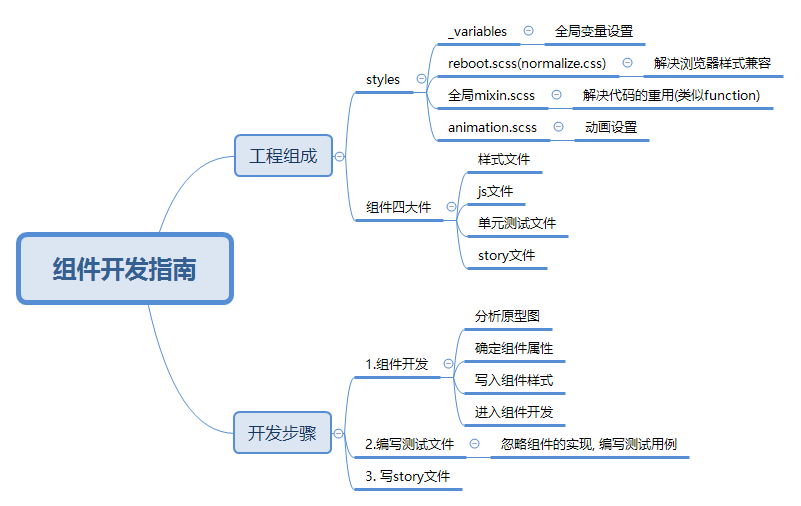 组件开发指南
工程组成
styles
_variables
全局变量设置
reboot.scss(normalize.css)
解决浏览器样式兼容
全局mixin.scss
解决代码的重用(类似function)
animation.scss
动画设置
组件四大件
样式文件
js文件
单元测试文件
story文件
开发步骤
1.组件开发
分析原型图
确定组件属性
写入组件样式
进入组件开发
2.编写测试文件
忽略组件的实现, 编写测试用例
3. 写story文件